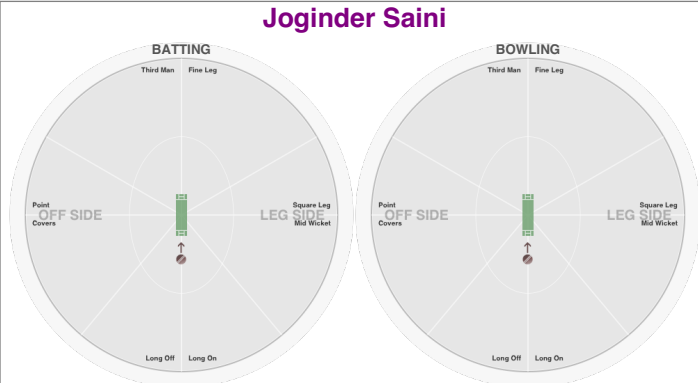 Joginder Saini
BATTING
Third Man Fine Leg
Point
OFF SIDE
Covers
Square Leg
LEG SIDE
Mid Wicket
Long Off Long On
BOWLING
Third Man Fine Leg
Point
OFF SIDE
Covers
Square Leg
LEG SIDE
Mid Wicket
Long Off Long On